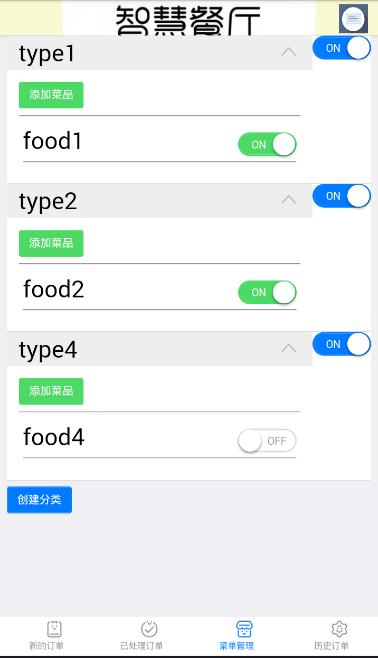 智慧餐厅
type1
ON
添加菜品
food1
ON
type2
ON
添加菜品
food2
ON
type4
ON
添加菜品
food4
OFF
创建分类
新的订单
已处理订单
菜单管理
历史订单